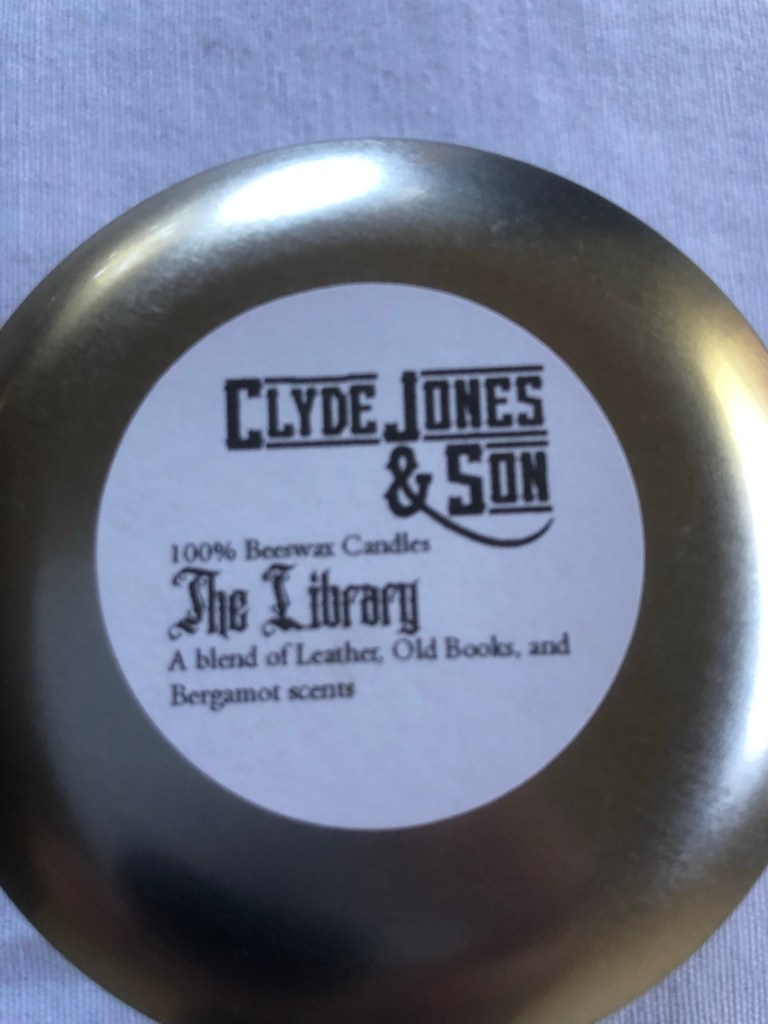 CLYDE JONES
& SON
100% Beeswax Candles
The Library
A blend of Leather, Old Books, and
Bergamot scents